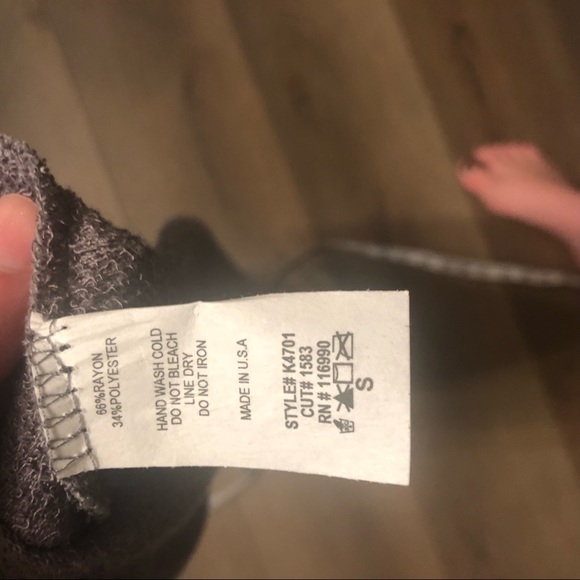 66%RAYON
34%POLYESTER
HAND WASH COLD
DO NOT BLEACH
LINE DRY
DO NOT IRON
MADE IN U.S.A
STYLE# K4701
CUT# 1583
RN # 116990
S